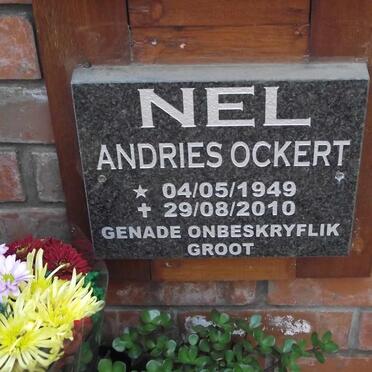 NEL
ANDRIES OCKERT
★ 04/05/1949
✝ 29/08/2010
GENADE ONBESKRYFLIK
GROOT